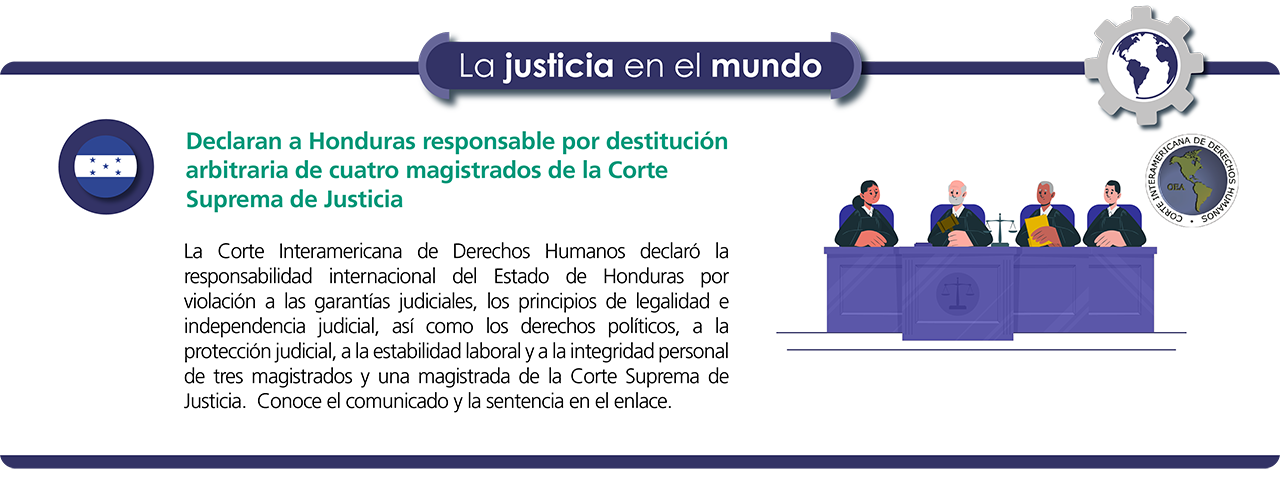 La justicia en el mundo
Declaran a Honduras responsable por destitución
arbitraria de cuatro magistrados de la Corte
Suprema de Justicia
La Corte Interamericana de Derechos Humanos declaró la
responsabilidad internacional del Estado de Honduras por
violación a las garantías judiciales, los principios de legalidad e
independencia judicial, así como los derechos políticos, a la
protección judicial, a la estabilidad laboral y a la integridad personal
de tres magistrados y una magistrada de la Corte Suprema de
Justicia.  Conoce el comunicado y la sentencia en el enlace.
CORTE INTERAMERICANA DE DERECHOS HUMANOS
OEA